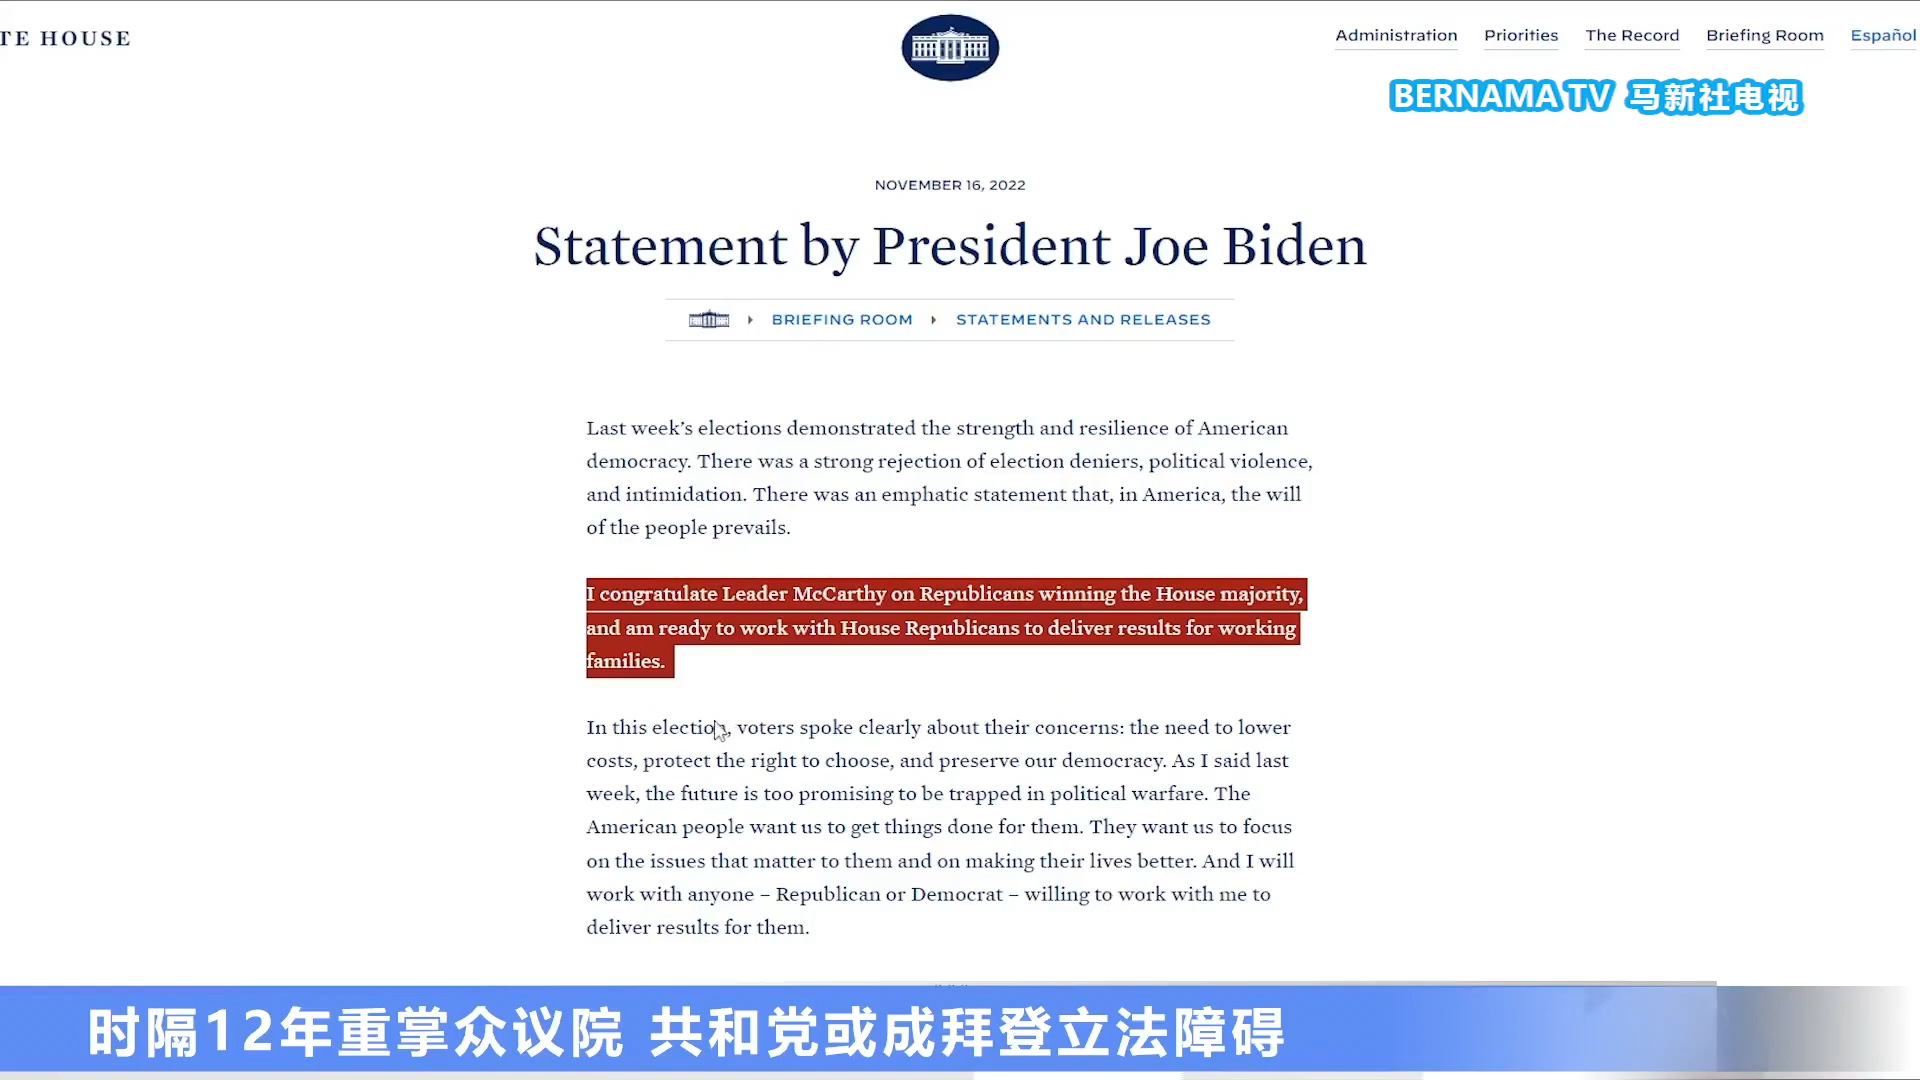 TE HOUSE
Administration Priorities The Record Briefing Room Español
BERNAMA TV 马新社电视
NOVEMBER 16, 2022
Statement by President Joe Biden
BRIEFING ROOM STATEMENTS AND RELEASES
Last week’s elections demonstrated the strength and resilience of American
democracy. There was a strong rejection of election deniers, political violence,
and intimidation. There was an emphatic statement that, in America, the will
of the people prevails.
I congratulate Leader McCarthy on Republicans winning the House majority,
and am ready to work with House Republicans to deliver results for working
families.
In this election, voters spoke clearly about their concerns: the need to lower
costs, protect the right to choose, and preserve our democracy. As I said last
week, the future is too promising to be trapped in political warfare. The
American people want us to get things done for them. They want us to focus
on the issues that matter to them and on making their lives better. And I will
work with anyone – Republican or Democrat – willing to work with me to
deliver results for them.
时隔12年重掌众议院 共和党或成拜登立法障碍